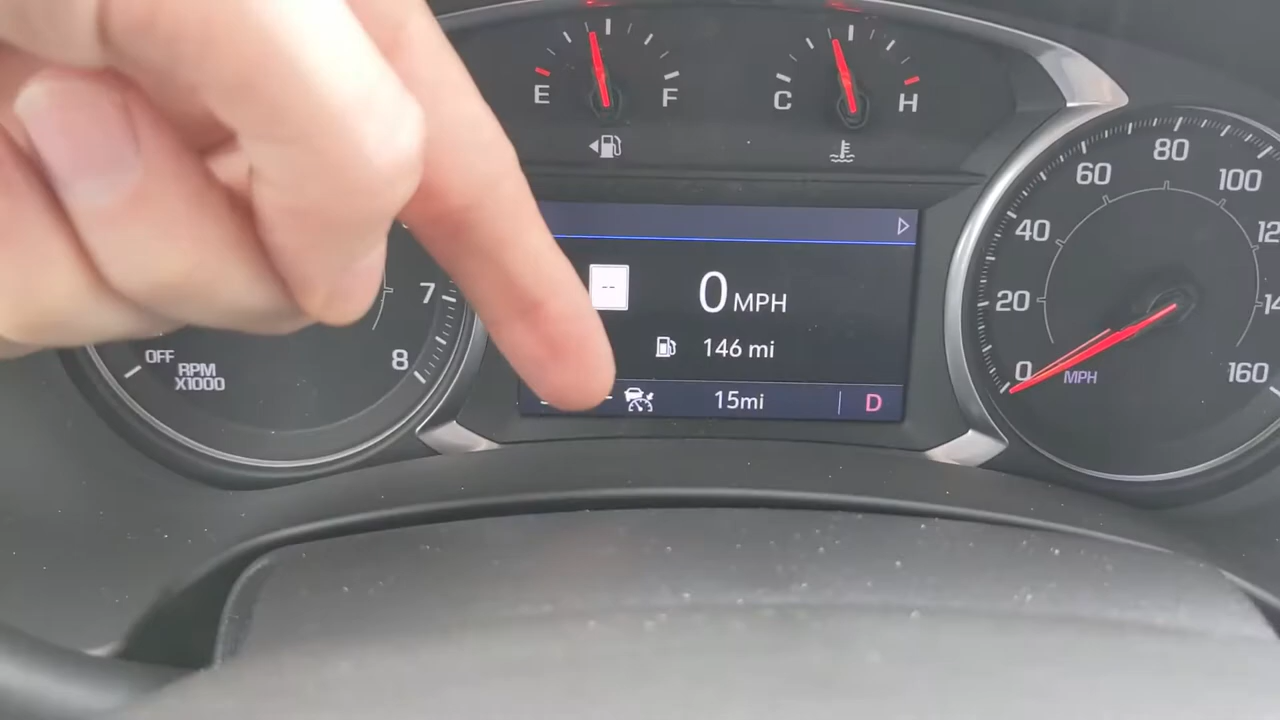 E F C H
60 80 100
40
20
0 MPH 160
7
8
OFF
RPM
X1000
--
0 MPH
146 mi
15mi D